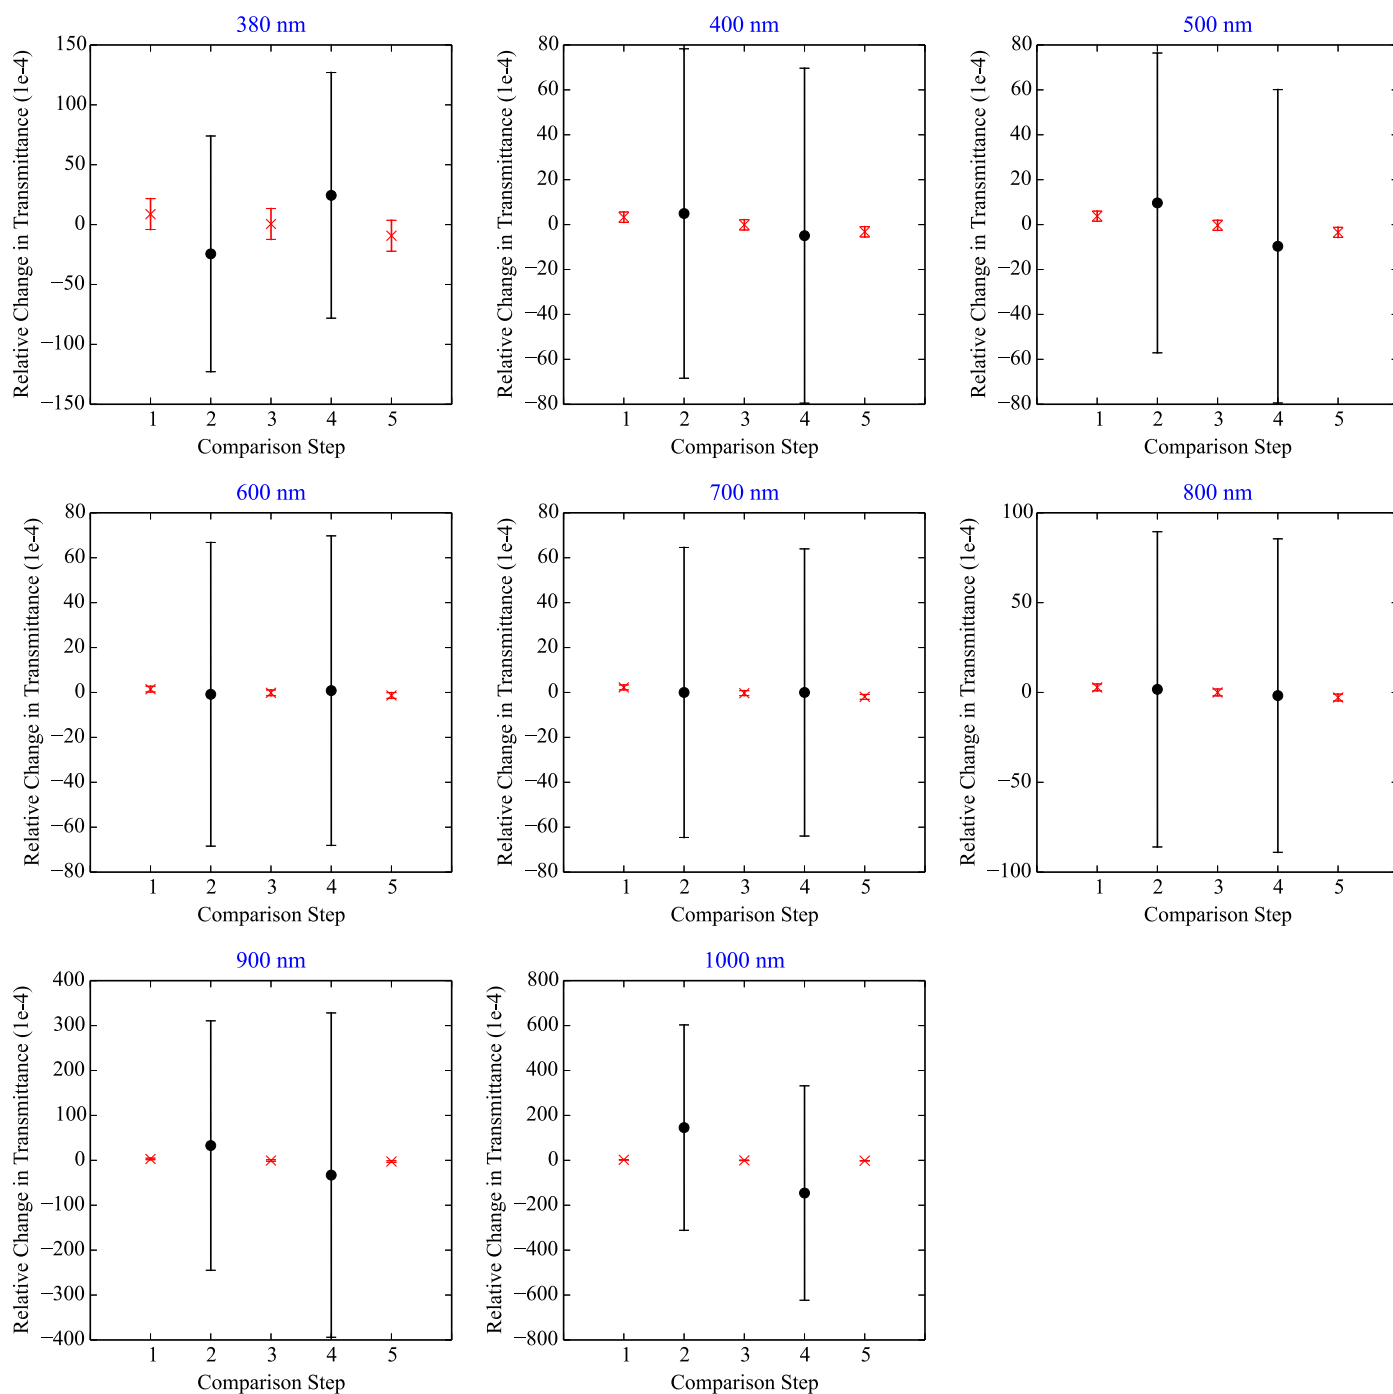 380 nm
400 nm
500 nm
Relative Change in Transmittance (1e-4)
150
100
50
0
−50
−100
−150
1 2 3 4 5
Comparison Step
Relative Change in Transmittance (1e-4)
80
60
40
20
0
−20
−40
−60
−80
1 2 3 4 5
Comparison Step
Relative Change in Transmittance (1e-4)
80
60
40
20
0
−20
−40
−60
−80
1 2 3 4 5
Comparison Step
600 nm
700 nm
800 nm
Relative Change in Transmittance (1e-4)
80
60
40
20
0
−20
−40
−60
−80
1 2 3 4 5
Comparison Step
Relative Change in Transmittance (1e-4)
80
60
40
20
0
−20
−40
−60
−80
1 2 3 4 5
Comparison Step
Relative Change in Transmittance (1e-4)
100
50
0
−50
−100
1 2 3 4 5
Comparison Step
900 nm
1000 nm
Relative Change in Transmittance (1e-4)
400
300
200
100
0
−100
−200
−300
−400
1 2 3 4 5
Comparison Step
Relative Change in Transmittance (1e-4)
800
600
400
200
0
−200
−400
−600
−800
1 2 3 4 5
Comparison Step